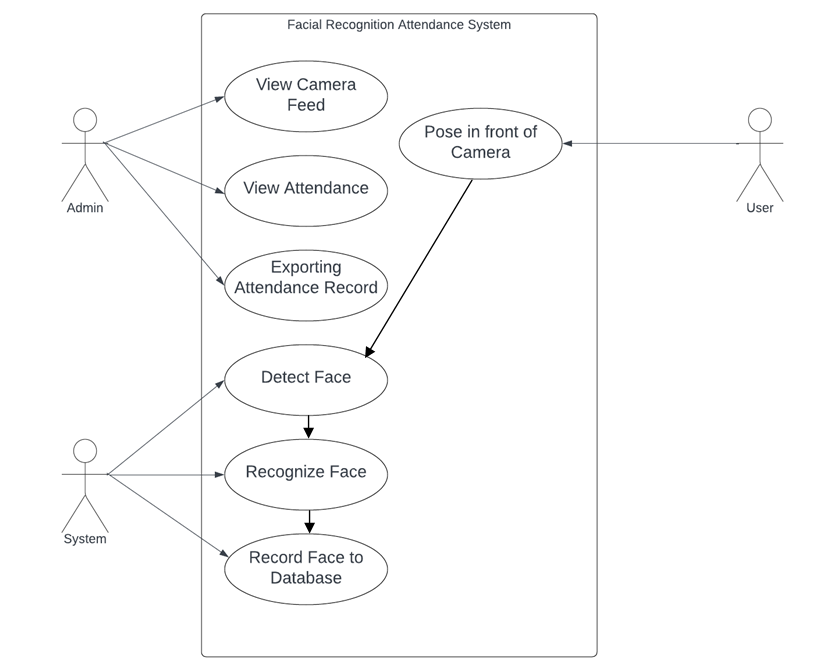 Facial Recognition Attendance System
View Camera
Feed
Pose in front of
Camera
View Attendance
Admin
User
Exporting
Attendance Record
Detect Face
Recognize Face
System
Record Face to
Database